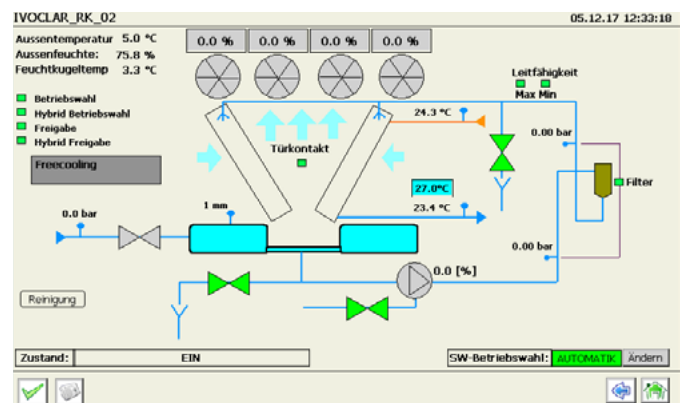 IVOCLAR_RK_02
05.12.17 12:33:18
Aussentemperatur 5.0 °C
Aussenfeuchte: 75.8 %
Feuchtkugeltemp 3.3 °C
0.0 % 0.0 % 0.0 % 0.0 %
Leitfähigkeit
Max Min
Betriebswahl
Hybrid Betriebswahl
Freigabe
Hybrid Freigabe
Freecooling
Türkontakt
24.3 °C
0.00 bar
Filter
27.0°C
23.4 °C
1 mm
0.0 bar
0.00 bar
0.0 [%]
Reinigung
Zustand: EIN
SW-Betriebswahl: AUTOMATIK Ändern